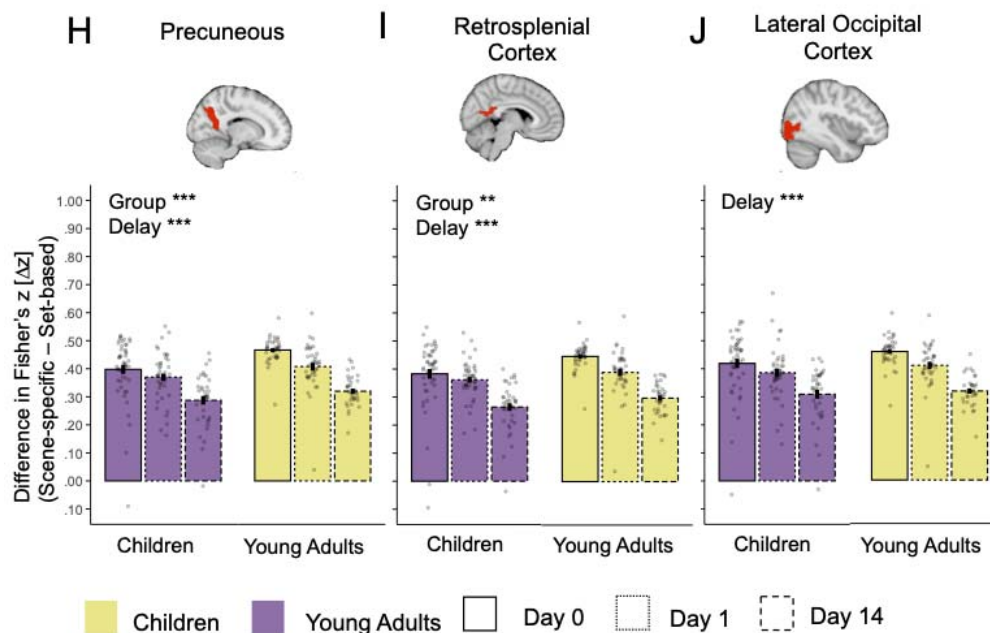 H
Precuneous
I
Retrosplenial
Cortex
J
Lateral Occipital
Cortex
Difference in Fisher's z [Δz]
(Scene-specific – Set-based)
1.00
.90
.80
.70
.60
.50
.40
.30
.20
.10
.00
.10
Group ***
Delay ***
Group **
Delay ***
Delay ***
Children
Young Adults
Children
Young Adults
Children
Young Adults
Children
Young Adults
Day 0
Day 1
Day 14